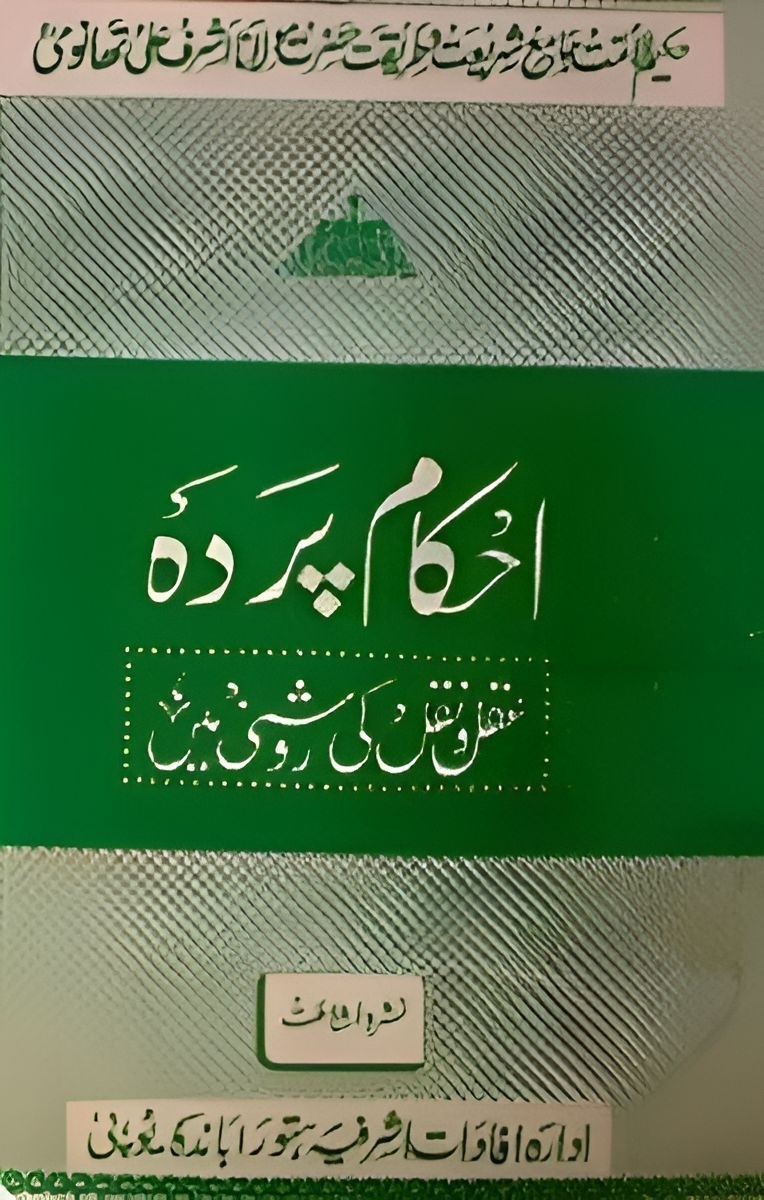 حکیم الامت جامع شریعت و طریقت حضرت مولانا اشرف علی تھانویؒ
احکام پردہ
عقل و نقل کی روشنی میں
نشر و اشاعت
ادارہ افادات اشرفیہ ہتورا باندہ یوپی